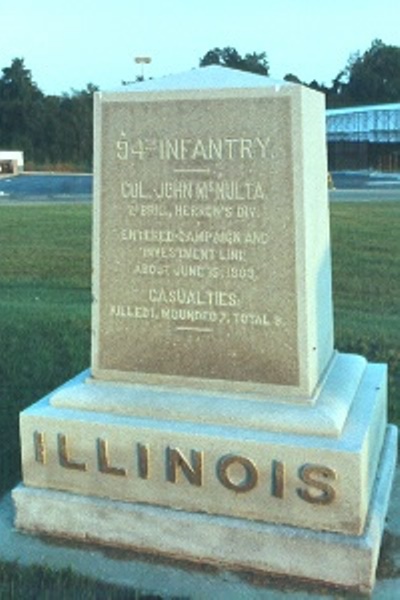 94TH INFANTRY.
COL. JOHN McNULTA
2D BRIG., HERRON'S DIV.
ENTERED CAMPAIGN AND
INVESTMENT LINE
ABOUT JUNE 15, 1863.
CASUALTIES:
KILLED 1, WOUNDED 7, TOTAL 8.
ILLINOIS